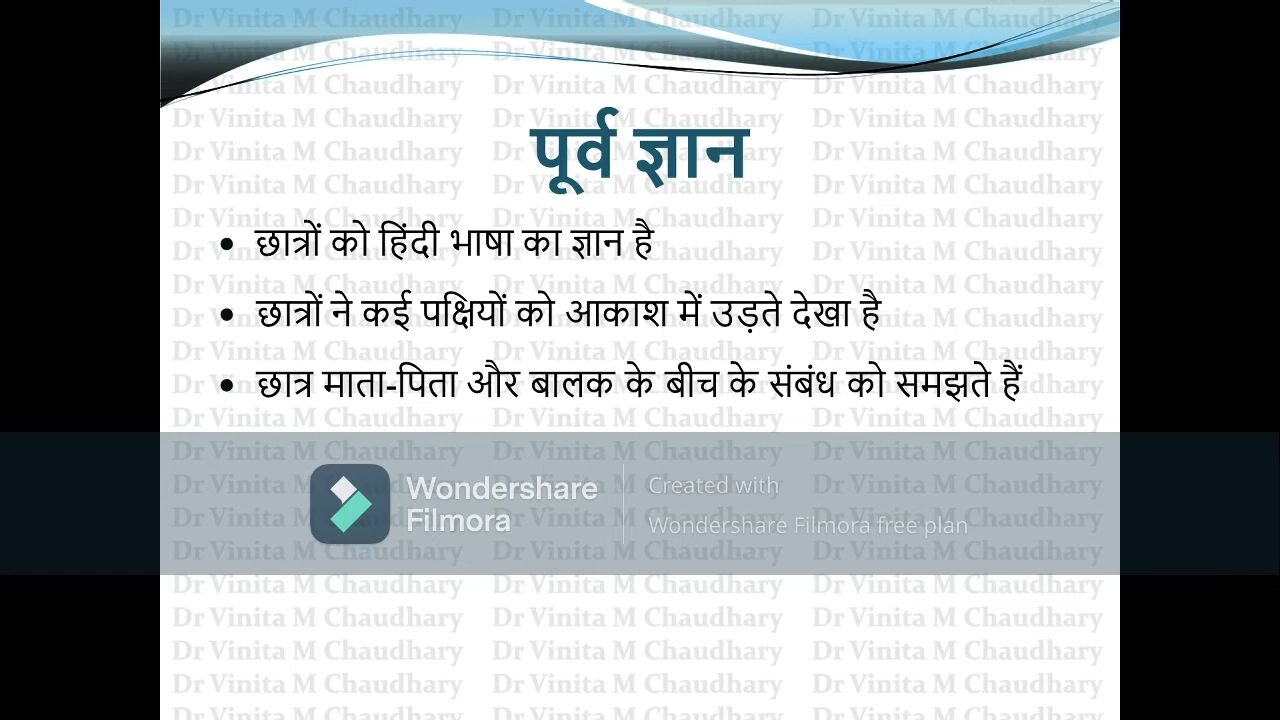 पूर्व ज्ञान
• छात्रों को हिंदी भाषा का ज्ञान है
• छात्रों ने कई पक्षियों को आकाश में उड़ते देखा है
• छात्र माता-पिता और बालक के बीच के संबंध को समझते हैं
Wondershare
Filmora
Created with
Wondershare Filmora free plan
Dr Vinita M Chaudhary